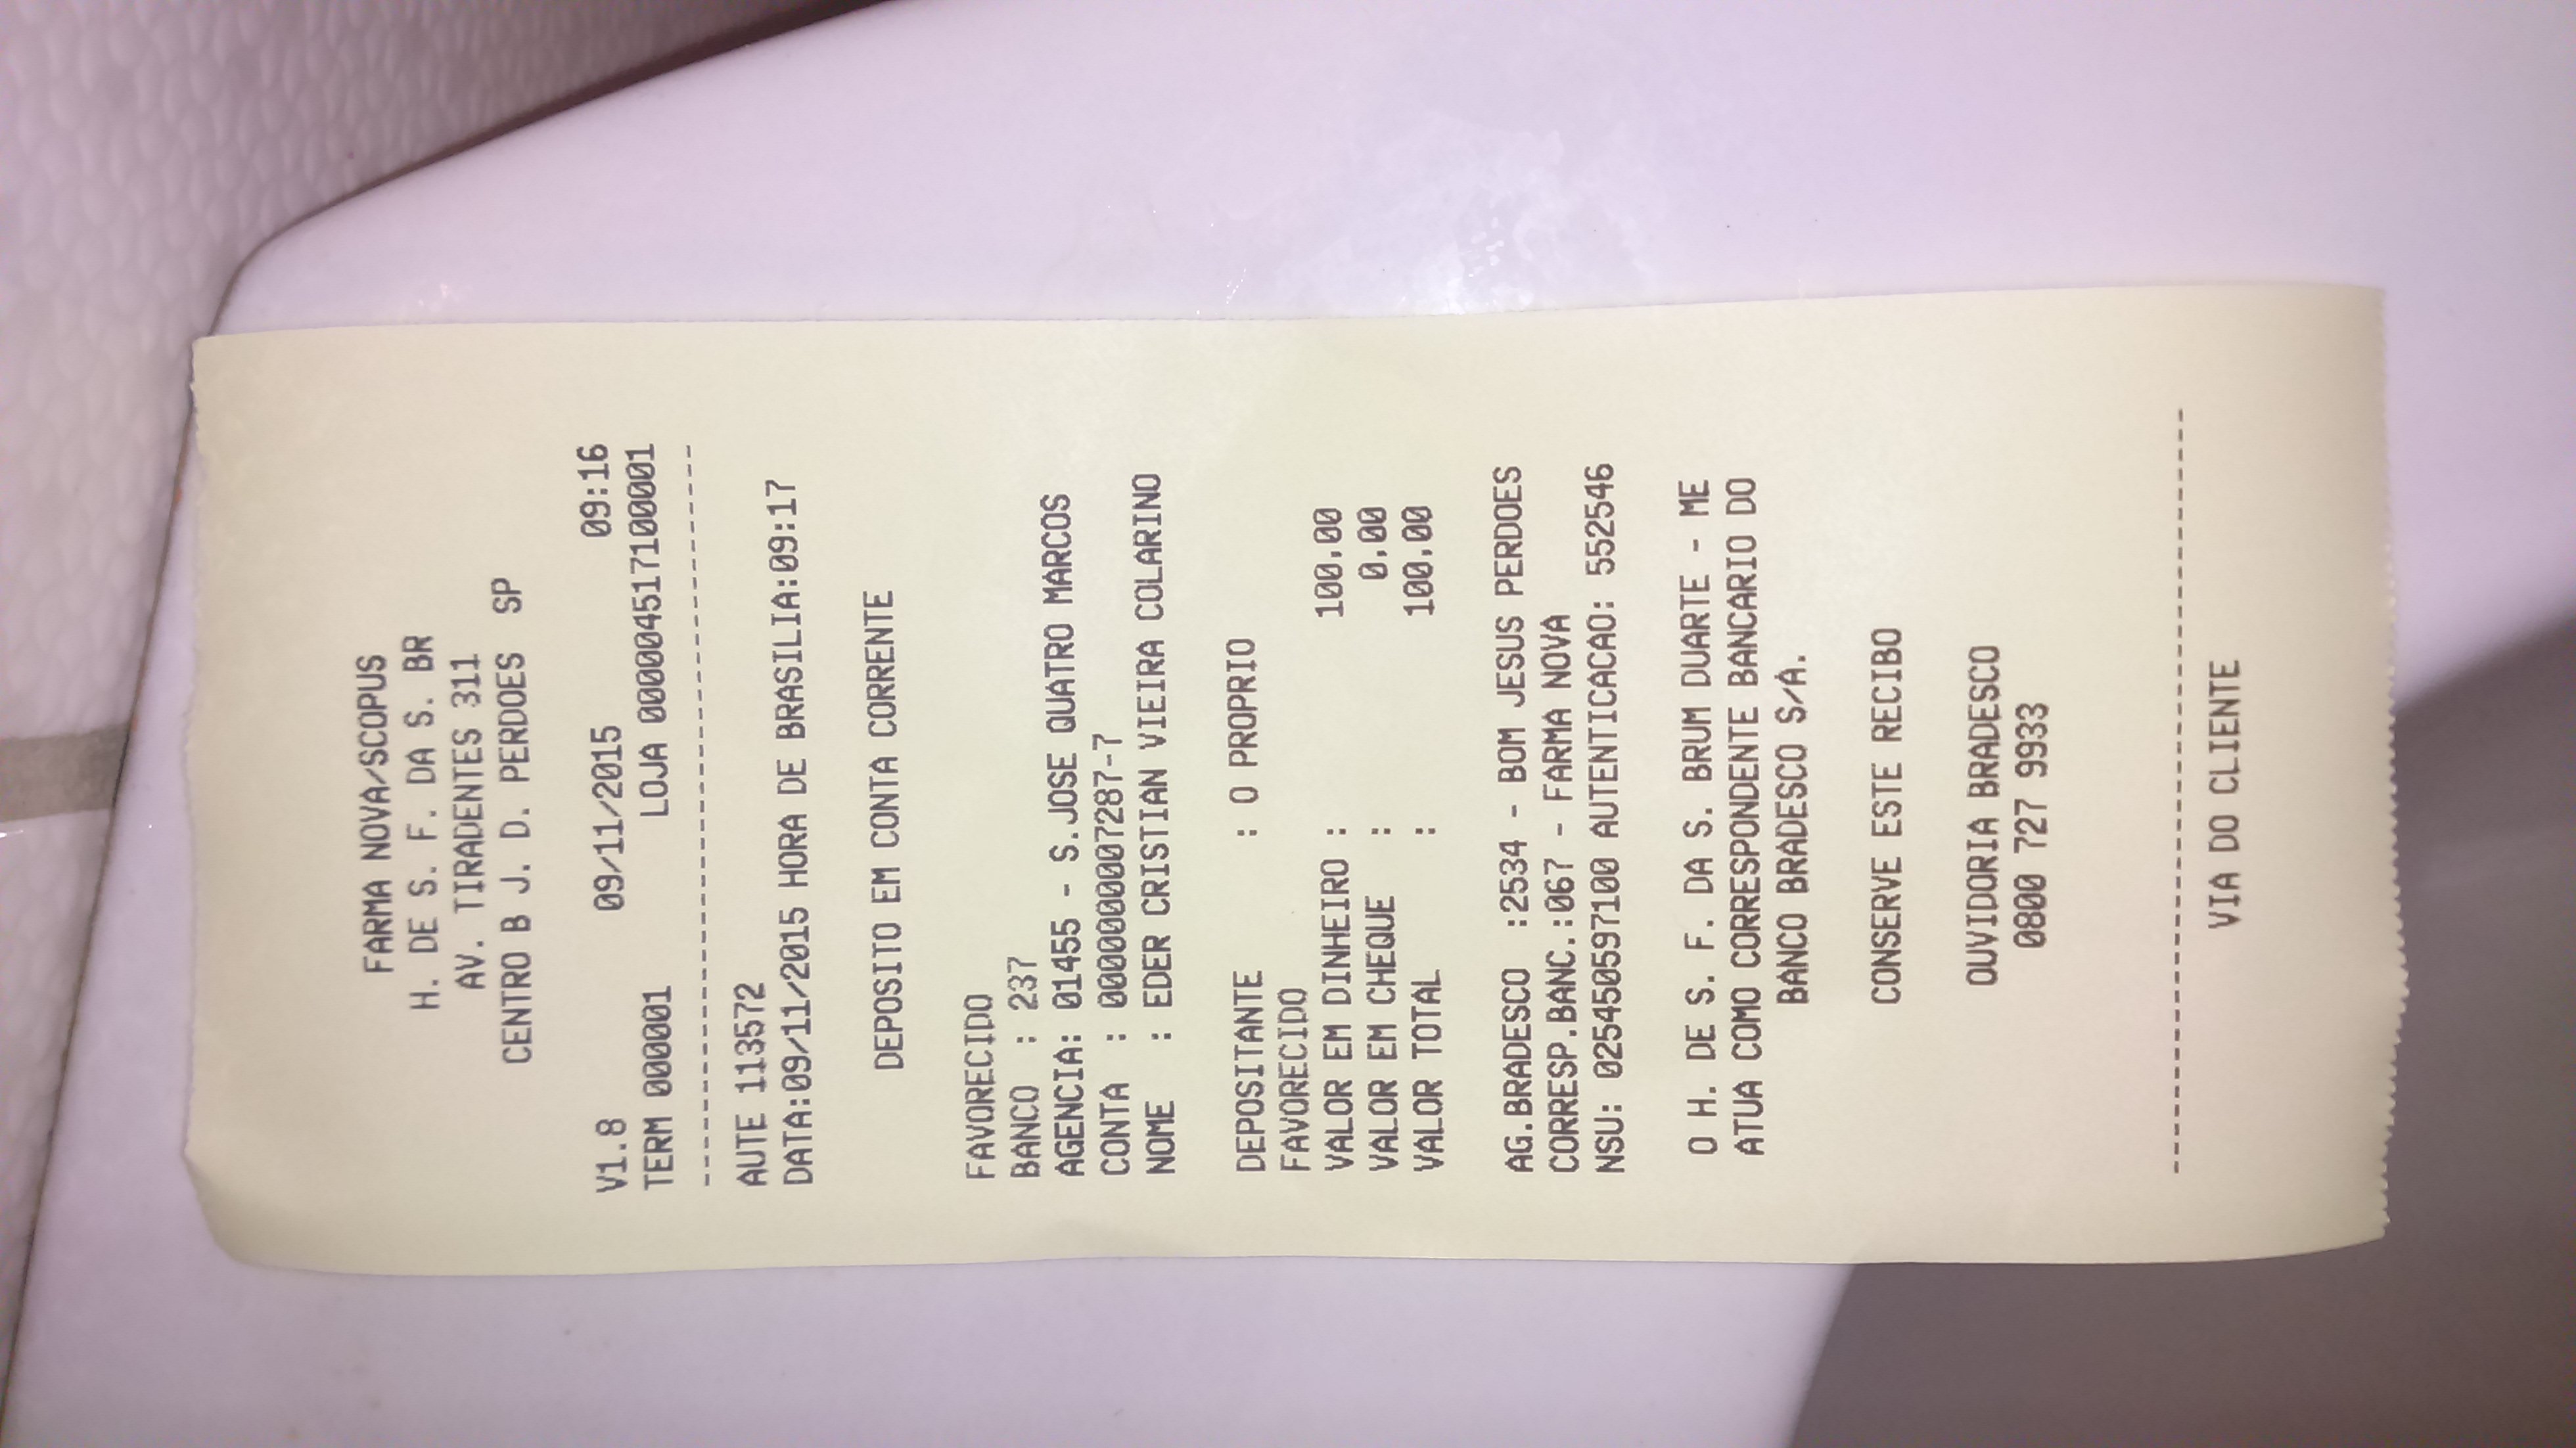 FARMA NOVA/SCOPUS
H. DE S. F. DA S. BR
AV. TIRADENTES 311
CENTRO B J. D. PERDOES SP
V1.8 09/11/2015 09:16
TERM 000001 LOJA 000004517100001
----------------------------------------
AUTE 113572
DATA:09/11/2015 HORA DE BRASILIA:09:17
DEPOSITO EM CONTA CORRENTE
FAVORECIDO
BANCO : 237
AGENCIA: 01455 - S.JOSE QUATRO MARCOS
CONTA : 0000000007287-7
NOME : EDER CRISTIAN VIEIRA COLARINO
DEPOSITANTE : O PROPRIO
FAVORECIDO
VALOR EM DINHEIRO : 100,00
VALOR EM CHEQUE : 0,00
VALOR TOTAL : 100,00
AG.BRADESCO :2534 - BOM JESUS PERDOES
CORRESP.BANC.:067 - FARMA NOVA
NSU: 025450597100 AUTENTICACAO: 552546
O H. DE S. F. DA S. BRUM DUARTE - ME
ATUA COMO CORRESPONDENTE BANCARIO DO
BANCO BRADESCO S/A.
CONSERVE ESTE RECIBO
OUVIDORIA BRADESCO
0800 727 9933
-----------------------------------------
VIA DO CLIENTE